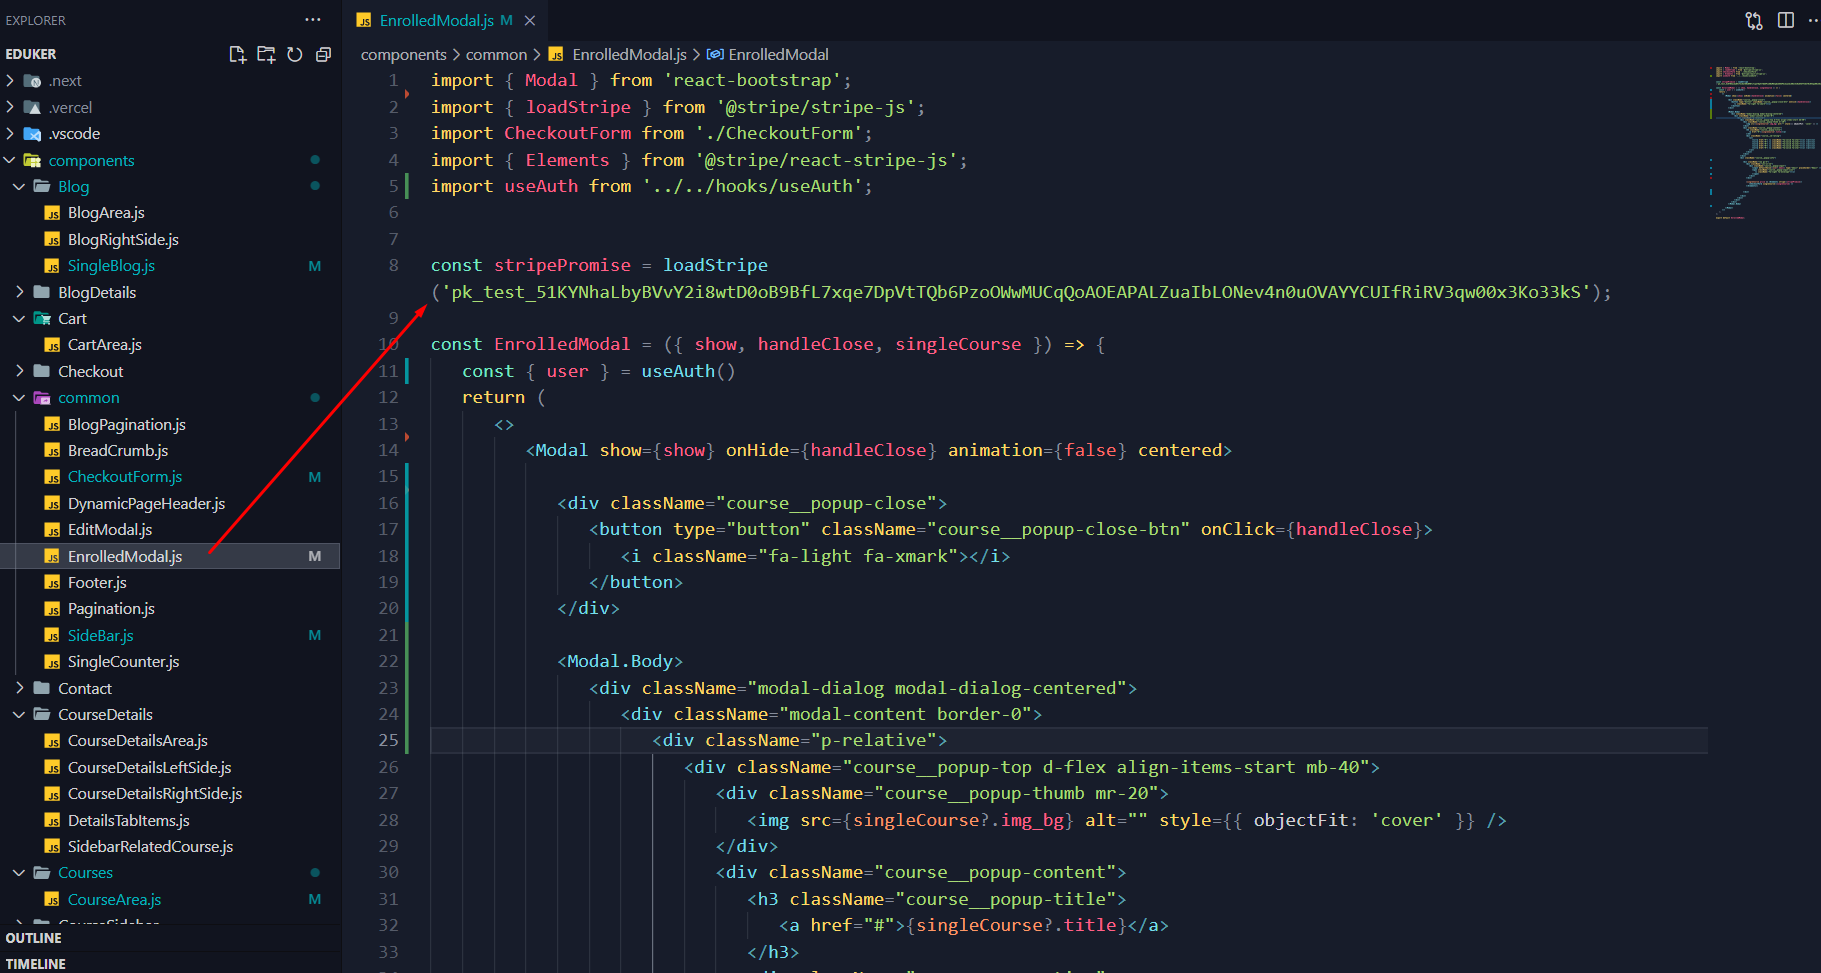 EXPLORER
EDUKER
.next
.vercel
.vscode
components
Blog
BlogArea.js
BlogRightSide.js
SingleBlog.js M
BlogDetails
Cart
CartArea.js
Checkout
common
BlogPagination.js
BreadCrumb.js
CheckoutForm.js M
DynamicPageHeader.js
EditModal.js
EnrolledModal.js M
Footer.js
Pagination.js
SideBar.js M
SingleCounter.js
Contact
CourseDetails
CourseDetailsArea.js
CourseDetailsLeftSide.js
CourseDetailsRightSide.js
DetailsTabItems.js
SidebarRelatedCourse.js
Courses
CourseArea.js M
OUTLINE
TIMELINE
JS EnrolledModal.js M
components > common > JS EnrolledModal.js > EnrolledModal
1 import { Modal } from 'react-bootstrap';
2 import { loadStripe } from '@stripe/stripe-js';
3 import CheckoutForm from './CheckoutForm';
4 import { Elements } from '@stripe/react-stripe-js';
5 import useAuth from '../../hooks/useAuth';
6
7
8 const stripePromise = loadStripe
('pk_test_51KYNhaLbyBVvY2i8wtD0oB9BfL7xqe7DpVtTQb6PzoOWwMUCqQoAOEAPALZuaIbLONev4n0uOVAYYCUIfRiRV3qw00x3Ko33kS');
9
10 const EnrolledModal = ({ show, handleClose, singleCourse }) => {
11 const { user } = useAuth()
12 return (
13 <>
14 <Modal show={show} onHide={handleClose} animation={false} centered>
15
16 <div className="course__popup-close">
17 <button type="button" className="course__popup-close-btn" onClick={handleClose}>
18 <i className="fa-light fa-xmark"></i>
19 </button>
20 </div>
21
22 <Modal.Body>
23 <div className="modal-dialog modal-dialog-centered">
24 <div className="modal-content border-0">
25 <div className="p-relative">
26 <div className="course__popup-top d-flex align-items-start mb-40">
27 <div className="course__popup-thumb mr-20">
28 <img src={singleCourse?.img_bg} alt="" style={{ objectFit: 'cover' }} />
29 </div>
30 <div className="course__popup-content">
31 <h3 className="course__popup-title">
32 <a href="#">{singleCourse?.title}</a>
33 </h3>